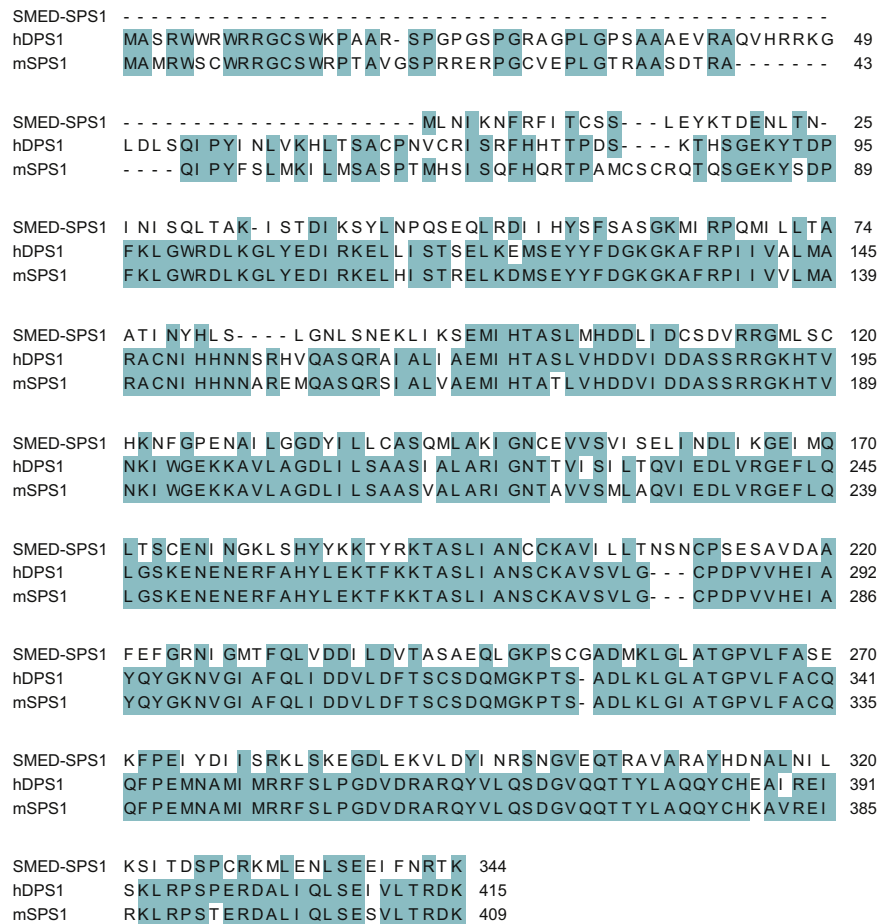 SMED-SPS1 - - - - - - - - - - - - - - - - - - - - - - - - - - - - - - - - - - - - - - - - - - - - - - - - - -
hDPS1 MASRWWRWRRGCSWKPAAR-SPGPGSPGRAGPLGPSAAAEVRAQVHRRKG 49
mSPS1 MAMRWSCWRRGCSWRPTAVGSPRRERPGCVEPLGTRAASDTRA------- 43
SMED-SPS1 ---------------------MLNIKNFRFITCSS---LEYKTDENLTN- 25
hDPS1 LDLSQIPYINLVKHLTSACPNVCRISRFHHTTPDS----KTHSGEKYTDP 95
mSPS1 ----QIPYFSLMKILMSASPTMHSISQFHQRTPAMCSCRQTQSGEKYSDP 89
SMED-SPS1 INISQLTAK-ISTDIKSYLNPQSEQLRDIIHYSFSASGKMIRPQMILLTA 74
hDPS1 FKLGWRDLKGLYEDIRKELLISTSELKEMSEYYFDGKGKAFRPIIVALMA 145
mSPS1 FKLGWRDLKGLYEDIRKELHISTRELKDMSEYYFDGKGKAFRPIIVVLMA 139
SMED-SPS1 ATINYHLS----LGNLSNEKLIKSEMIHTASLMHDDLIDCSDVRRGMLSC 120
hDPS1 RACNIHHNNSRHVQASQRAIALIAEMIHTASLVHDDVIDDASSRRGKHTV 195
mSPS1 RACNIHHNNAREMQASQRSIALVAEMIHTATLVHDDVIDDASSRRGKHTV 189
SMED-SPS1 HKNFGPENAILGGDYILLCASQMLAKIGNCEVVSVISELINDLIKGEIMQ 170
hDPS1 NKIWGEKKAVLAGDLILSAASIALARIGNTTVISILTQVIEDLVRGEFLQ 245
mSPS1 NKIWGEKKAVLAGDLILSAASVALARIGNTAVVSMLAQVIEDLVRGEFLQ 239
SMED-SPS1 LTSCENINGKLSHYYKKTYRKTASLIANCCKAVILLTNSNCPSESAVDAA 220
hDPS1 LGSKENENERFAHYLEKTFKKTASLIANSCKAVSVLG---CPDPVVHEIA 292
mSPS1 LGSKENENERFAHYLEKTFKKTASLIANSCKAVSVLG---CPDPVVHEIA 286
SMED-SPS1 FEFGRNIGMTFQLVDDILDVTASAEQLGKPSCGADMKLGLATGPVLFASE 270
hDPS1 YQYGKNVGIAFQLIDDVLDFTSCSDQMGKPTS-ADLKLGLATGPVLFACQ 341
mSPS1 YQYGKNVGIAFQLIDDVLDFTSCSDQMGKPTS-ADLKLGIATGPVLFACQ 335
SMED-SPS1 KFPEIYDIISRKLSKEGDLEKVLDYINRSNGVEQTRAVARAYHDNALNIL 320
hDPS1 QFPEMNAMIMRRFSLPGDVDRARQYVLQSDGVQQTTYLAQQYCHEAIREI 391
mSPS1 QFPEMNAMIMRRFSLPGDVDRARQYVLQSDGVQQTTYLAQQYCHKAVREI 385
SMED-SPS1 KSITDSPCRKMLENLSEEIFNRTK 344
hDPS1 SKLRPSPERDALIQLSEIVLTRDK 415
mSPS1 RKLRPSTERDALIQLSESVLTRDK 409